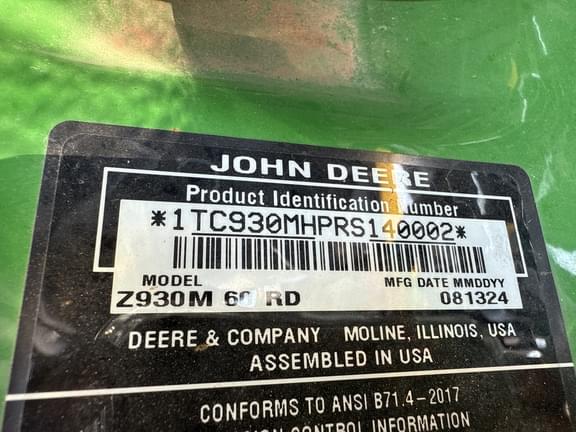 JOHN DEERE
Product Identification Number
*1TC930MHPRS140002*
MODEL MFG DATE MMDDYY
Z930M 60 RD 081324
DEERE & COMPANY MOLINE, ILLINOIS, USA
ASSEMBLED IN USA
CONFORMS TO ANSI B71.4-2017
CONTROL INFORMATION